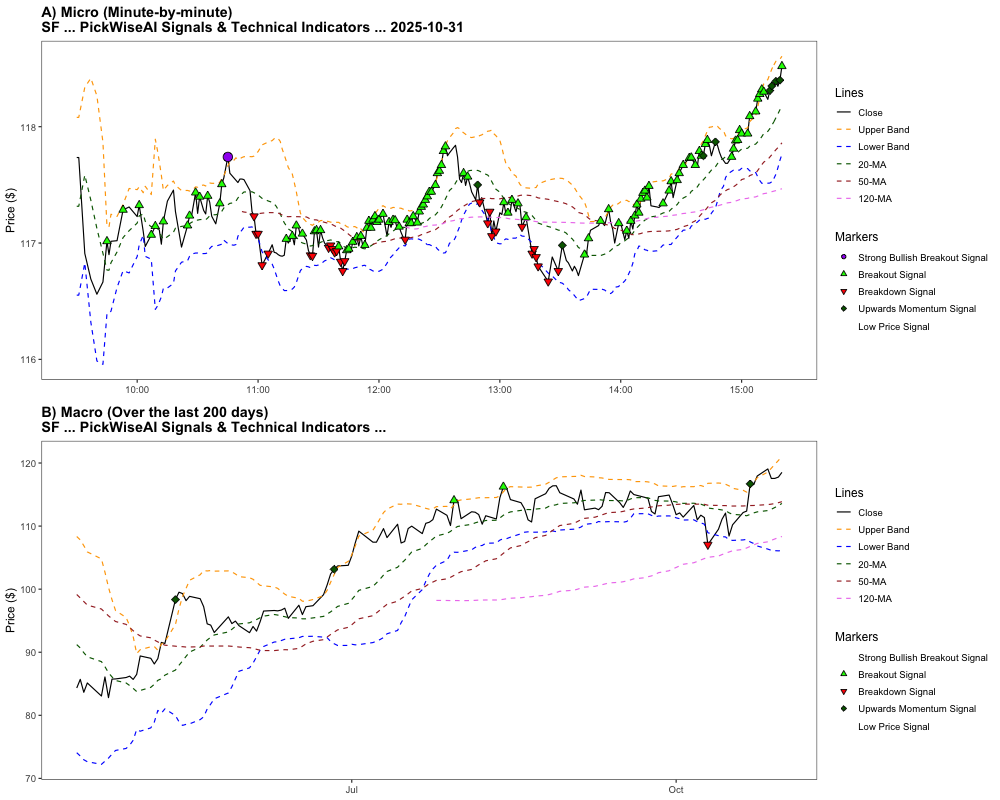 A) Micro (Minute-by-minute)
SF ... PickWiseAI Signals & Technical Indicators ... 2025-10-31
Price ($)
118
117
116
10:00
11:00
12:00
13:00
14:00
15:00
Lines
Close
Upper Band
Lower Band
20-MA
50-MA
120-MA
Markers
Strong Bullish Breakout Signal
Breakout Signal
Breakdown Signal
Upwards Momentum Signal
Low Price Signal
B) Macro (Over the last 200 days)
SF ... PickWiseAI Signals & Technical Indicators ...
Price ($)
120
110
100
90
80
70
Jul
Oct
Lines
Close
Upper Band
Lower Band
20-MA
50-MA
120-MA
Markers
Strong Bullish Breakout Signal
Breakout Signal
Breakdown Signal
Upwards Momentum Signal
Low Price Signal